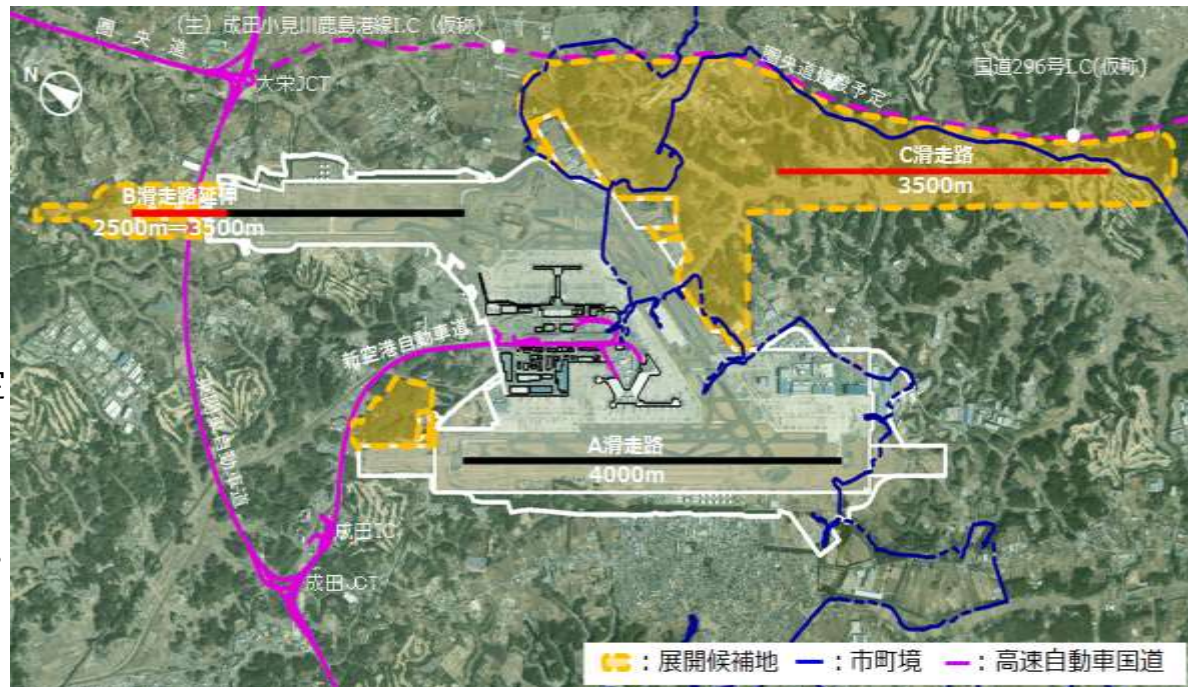 圏央道
(主)成田小見川鹿島港線I.C(仮称)
大栄JCT
N
圏央道建設予定
国道296号I.C(仮称)
C滑走路
3500m
B滑走路延伸
2500m⇒3500m
新空港自動車道
東関東自動車道
A滑走路
4000m
成田I.C
成田JCT
:展開候補地
:市町境
:高速自動車国道